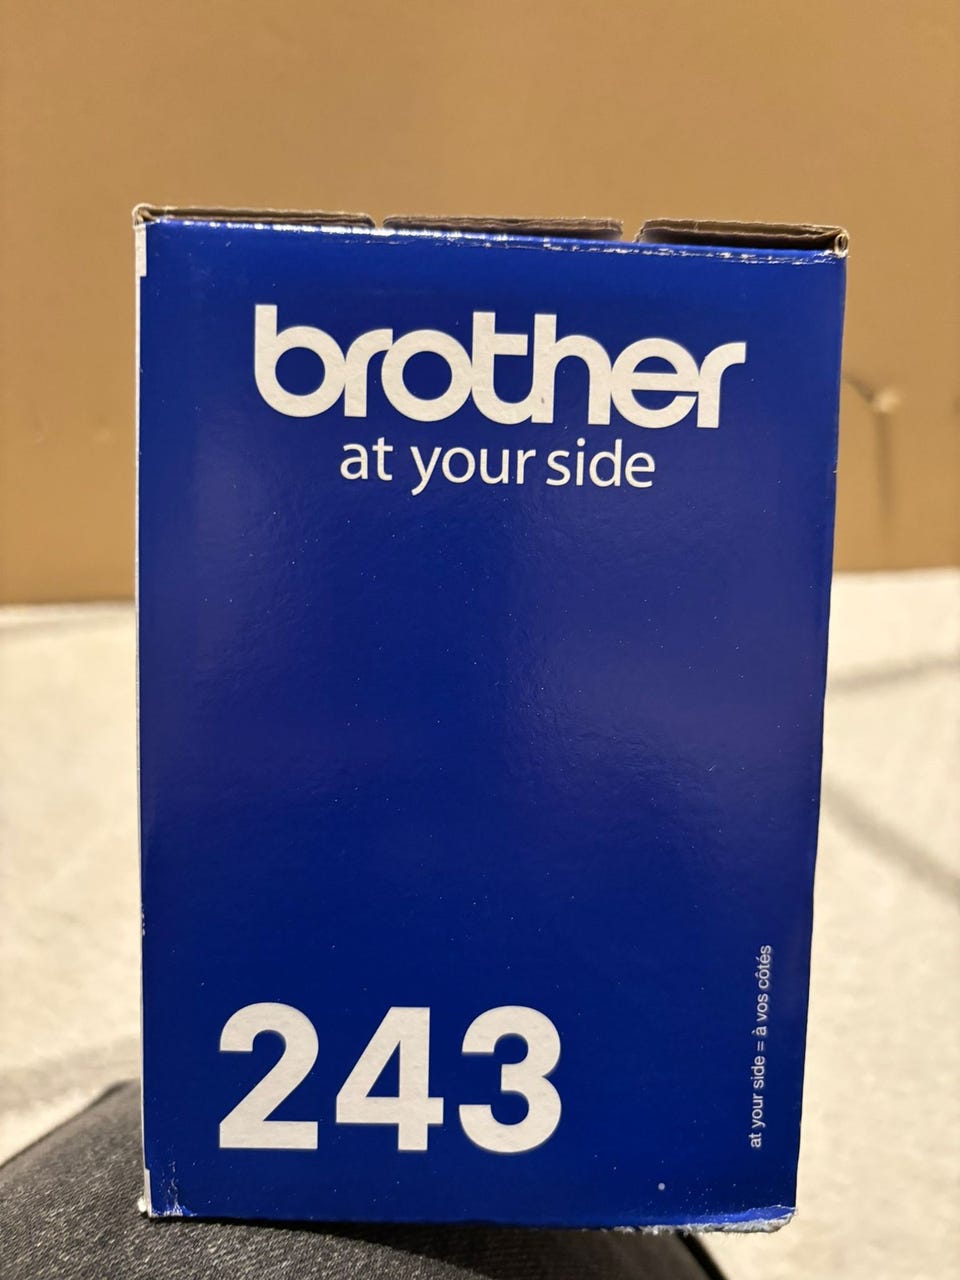 brother
at your side
243
at your side = à vos côtés